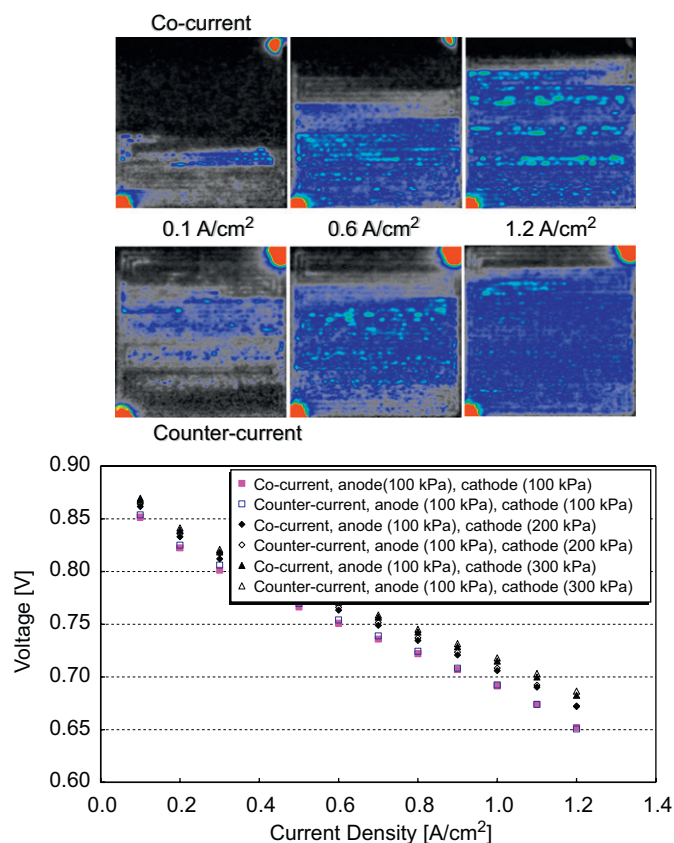 Co-current
0.1 A/cm² 0.6 A/cm² 1.2 A/cm²
Counter-current
0.90
0.85
0.80
0.75
0.70
0.65
0.60
Voltage [V]
Co-current, anode(100 kPa), cathode (100 kPa)
Counter-current, anode (100 kPa), cathode (100 kPa)
Co-current, anode (100 kPa), cathode (200 kPa)
Counter-current, anode (100 kPa), cathode (200 kPa)
Co-current, anode (100 kPa), cathode (300 kPa)
Counter-current, anode (100 kPa), cathode (300 kPa)
0.0 0.2 0.4 0.6 0.8 1.0 1.2 1.4
Current Density [A/cm²]